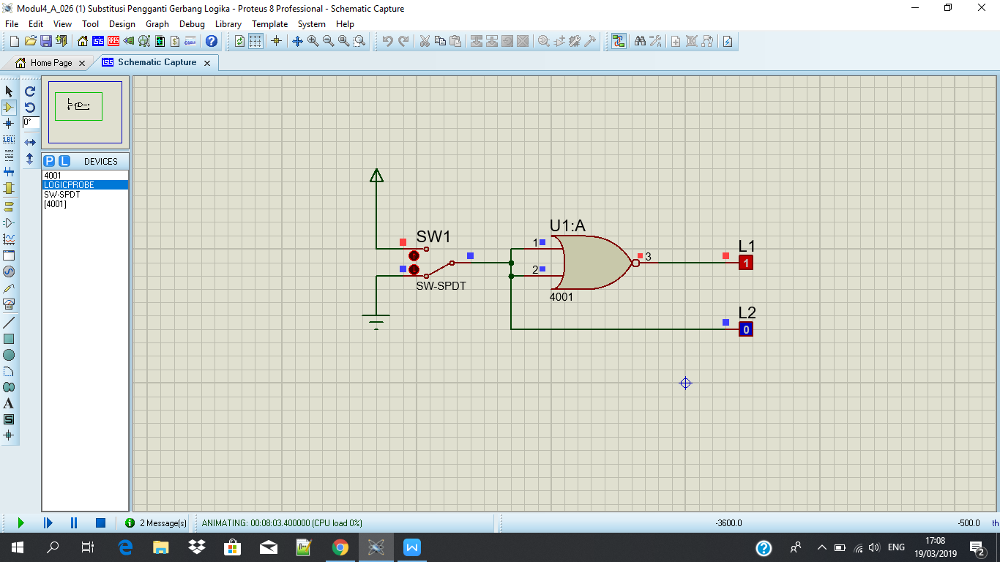 Modul4_A_026 (1) Substitusi Pengganti Gerbang Logika - Proteus 8 Professional - Schematic Capture
File Edit View Tool Design Graph Debug Library Template System Help
Home Page
Schematic Capture
0°
LBL
P L DEVICES
4001
LOGICPROBE
SW-SPDT
[4001]
SW1
SW-SPDT
U1:A
1
2
3
4001
L1
1
L2
0
A
S
2 Message(s)
ANIMATING: 00:08:03.400000 (CPU load 0%)
-3600.0
-500.0
th
ENG
17:08
19/03/2019
2